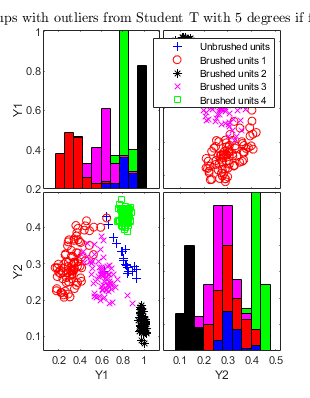 ups with outliers from Student T with 5 degrees if f
Y1
1
0.8
0.6
0.4
0.2
Unbrushed units
Brushed units 1
Brushed units 2
Brushed units 3
Brushed units 4
Y2
0.4
0.3
0.2
0.1
0.2 0.4 0.6 0.8 1
0.1 0.2 0.3 0.4 0.5
Y1 Y2